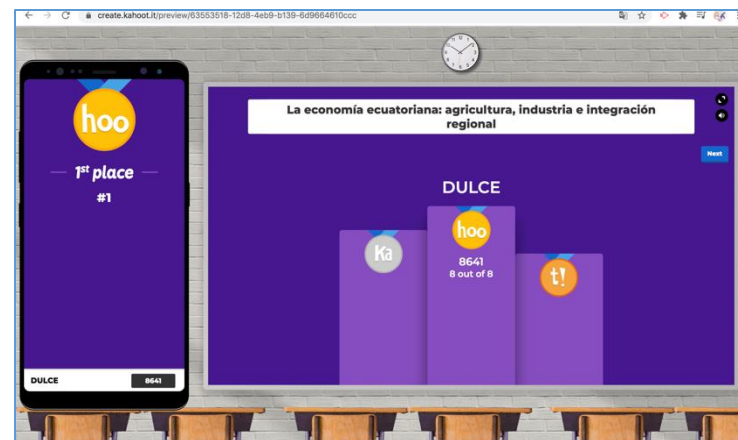 create.kahoot.it/preview/63553518-12d8-4eb9-b139-6d9664610ccc
hoo
1st place
#1
DULCE
8641
La economía ecuatoriana: agricultura, industria e integración
regional
Next
DULCE
Ka
hoo
8641
8 out of 8
t!